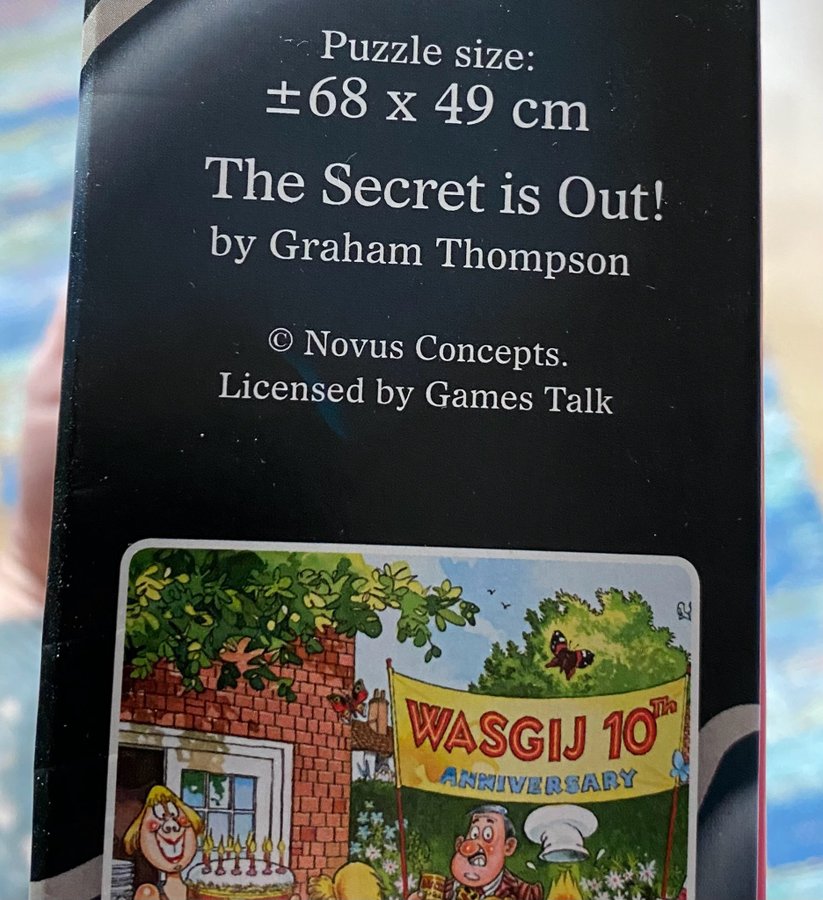 Puzzle size:
±68 x 49 cm
The Secret is Out!
by Graham Thompson
© Novus Concepts.
Licensed by Games Talk
WASGIJ 10Th
ANNIVERSARY